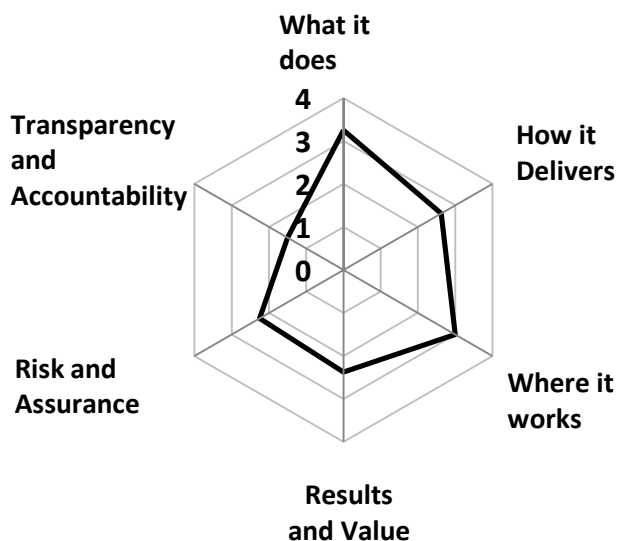 What it
does
4
3
2
1
0
How it
Delivers
Where it
works
Results
and Value
Risk and
Assurance
Transparency
and
Accountability